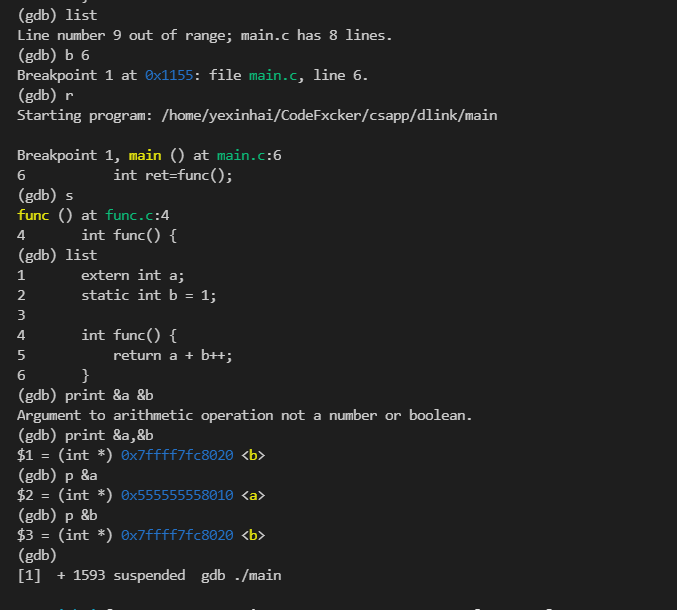 (gdb) list
Line number 9 out of range; main.c has 8 lines.
(gdb) b 6
Breakpoint 1 at 0x1155: file main.c, line 6.
(gdb) r
Starting program: /home/yexinhai/CodeFxcker/csapp/dlink/main
Breakpoint 1, main () at main.c:6
6           int ret=func();
(gdb) s
func () at func.c:4
4       int func() {
(gdb) list
1       extern int a;
2       static int b = 1;
3
4       int func() {
5           return a + b++;
6       }
(gdb) print &a &b
Argument to arithmetic operation not a number or boolean.
(gdb) print &a,&b
$1 = (int *) 0x7ffff7fc8020 <b>
(gdb) p &a
$2 = (int *) 0x555555558010 <a>
(gdb) p &b
$3 = (int *) 0x7ffff7fc8020 <b>
(gdb)
[1]  + 1593 suspended  gdb ./main